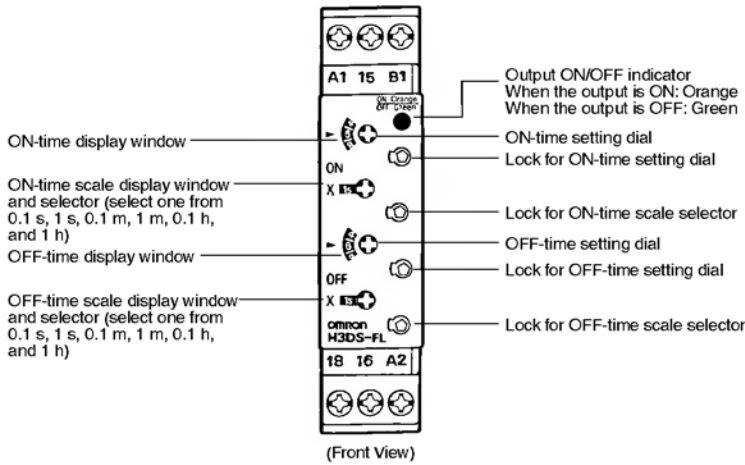 A1 15 B1
ON Orange
OFF Green
Output ON/OFF indicator
When the output is ON: Orange
When the output is OFF: Green
ON-time display window
ON-time setting dial
Lock for ON-time setting dial
ON
ON-time scale display window
and selector (select one from
0.1 s, 1 s, 0.1 m, 1 m, 0.1 h,
and 1 h)
X 1s
Lock for ON-time scale selector
OFF-time display window
OFF-time setting dial
Lock for OFF-time setting dial
OFF
OFF-time scale display window
and selector (select one from
0.1 s, 1 s, 0.1 m, 1 m, 0.1 h,
and 1 h)
X 1s
Lock for OFF-time scale selector
omron
H3DS-FL
18 16 A2
(Front View)